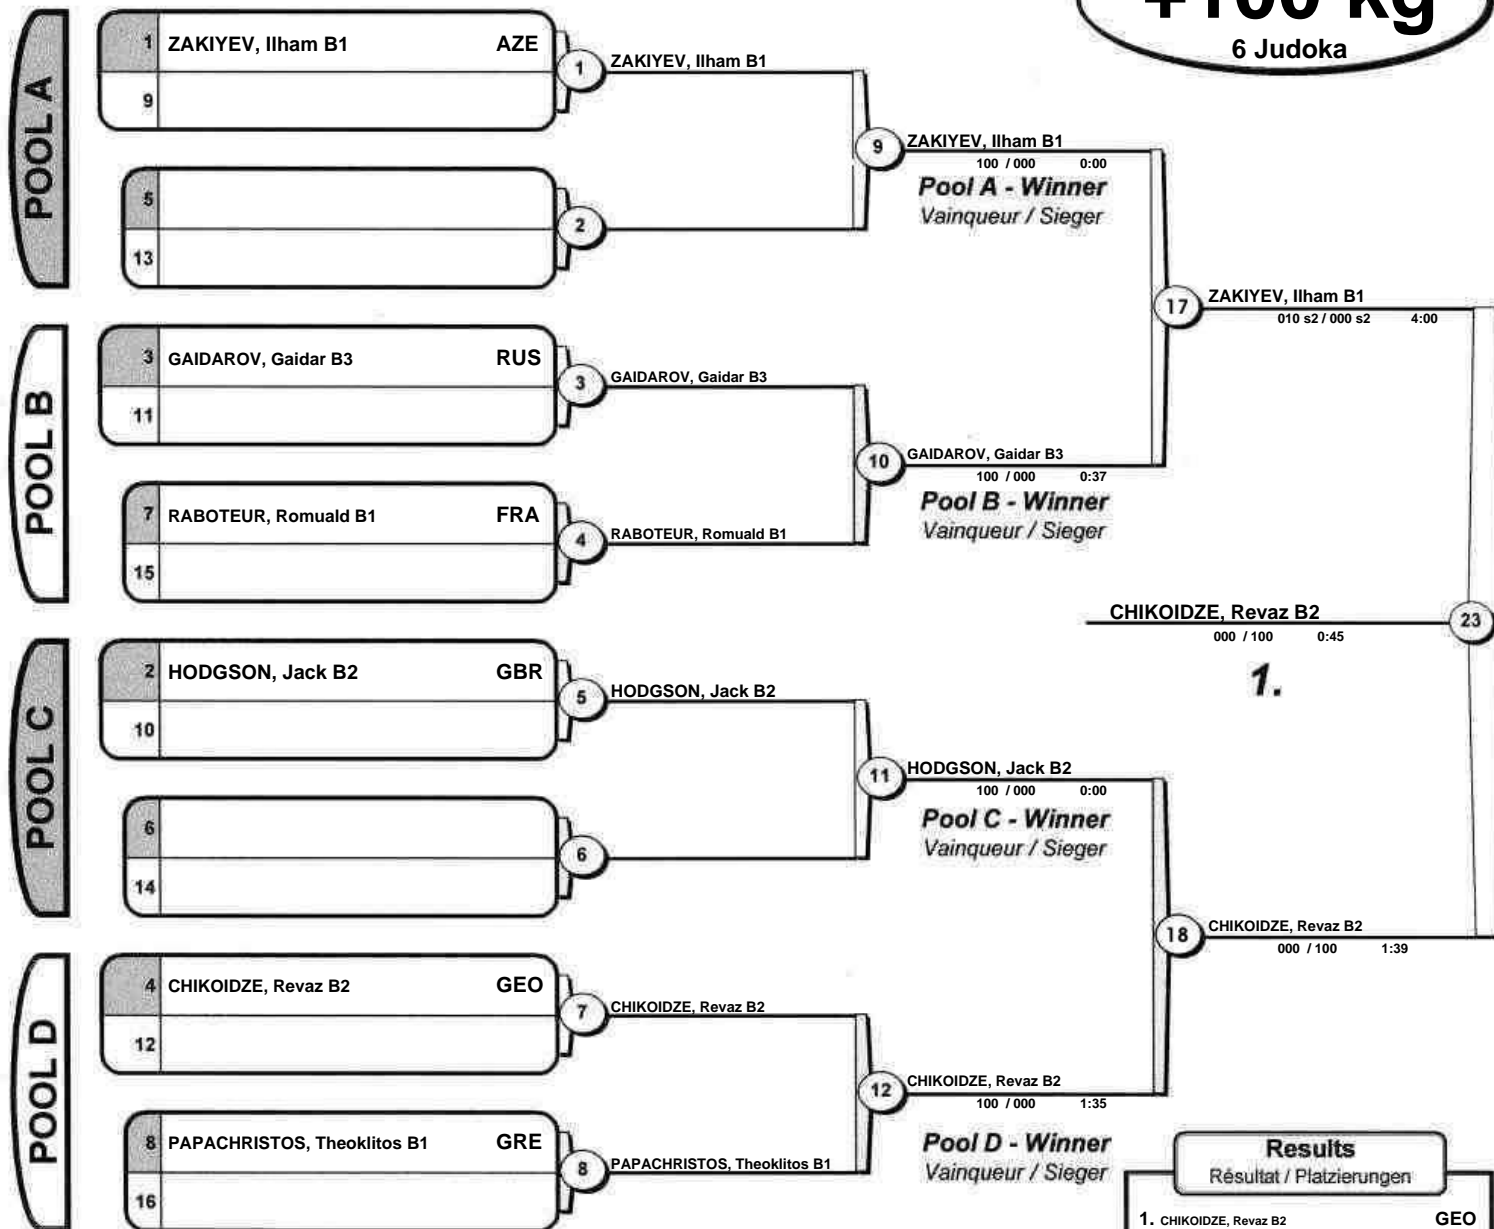 +100 kg
6 Judoka
POOL A
1 ZAKIYEV, Ilham B1 AZE
9
5
13
1 ZAKIYEV, Ilham B1
2
9 ZAKIYEV, Ilham B1
100 / 000 0:00
Pool A - Winner
Vainqueur / Sieger
POOL B
3 GAIDAROV, Gaidar B3 RUS
11
7 RABOTEUR, Romuald B1 FRA
15
3 GAIDAROV, Gaidar B3
4 RABOTEUR, Romuald B1
10 GAIDAROV, Gaidar B3
100 / 000 0:37
Pool B - Winner
Vainqueur / Sieger
17 ZAKIYEV, Ilham B1
010 s2 / 000 s2 4:00
CHIKOIDZE, Revaz B2 23
000 / 100 0:45
1.
POOL C
2 HODGSON, Jack B2 GBR
10
6
14
5 HODGSON, Jack B2
6
11 HODGSON, Jack B2
100 / 000 0:00
Pool C - Winner
Vainqueur / Sieger
POOL D
4 CHIKOIDZE, Revaz B2 GEO
12
8 PAPACHRISTOS, Theoklitos B1 GRE
16
7 CHIKOIDZE, Revaz B2
8 PAPACHRISTOS, Theoklitos B1
12 CHIKOIDZE, Revaz B2
100 / 000 1:35
Pool D - Winner
Vainqueur / Sieger
18 CHIKOIDZE, Revaz B2
000 / 100 1:39
Results
Résultat / Platzierungen
1. CHIKOIDZE, Revaz B2 GEO